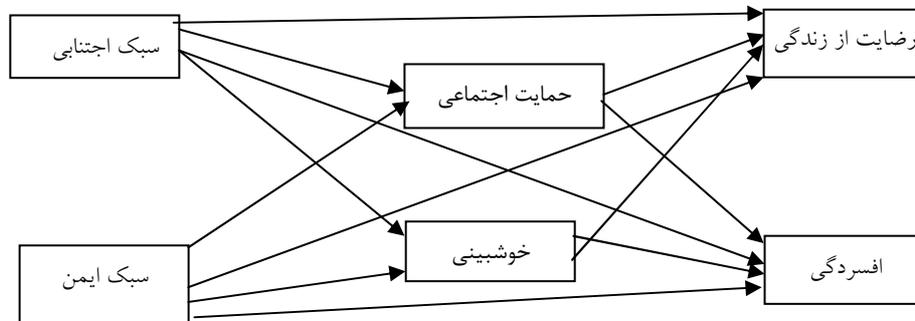 سبک اجتنابی
رضایت از زندگی
حمایت اجتماعی
خوشبینی
سبک ایمن
افسردگی